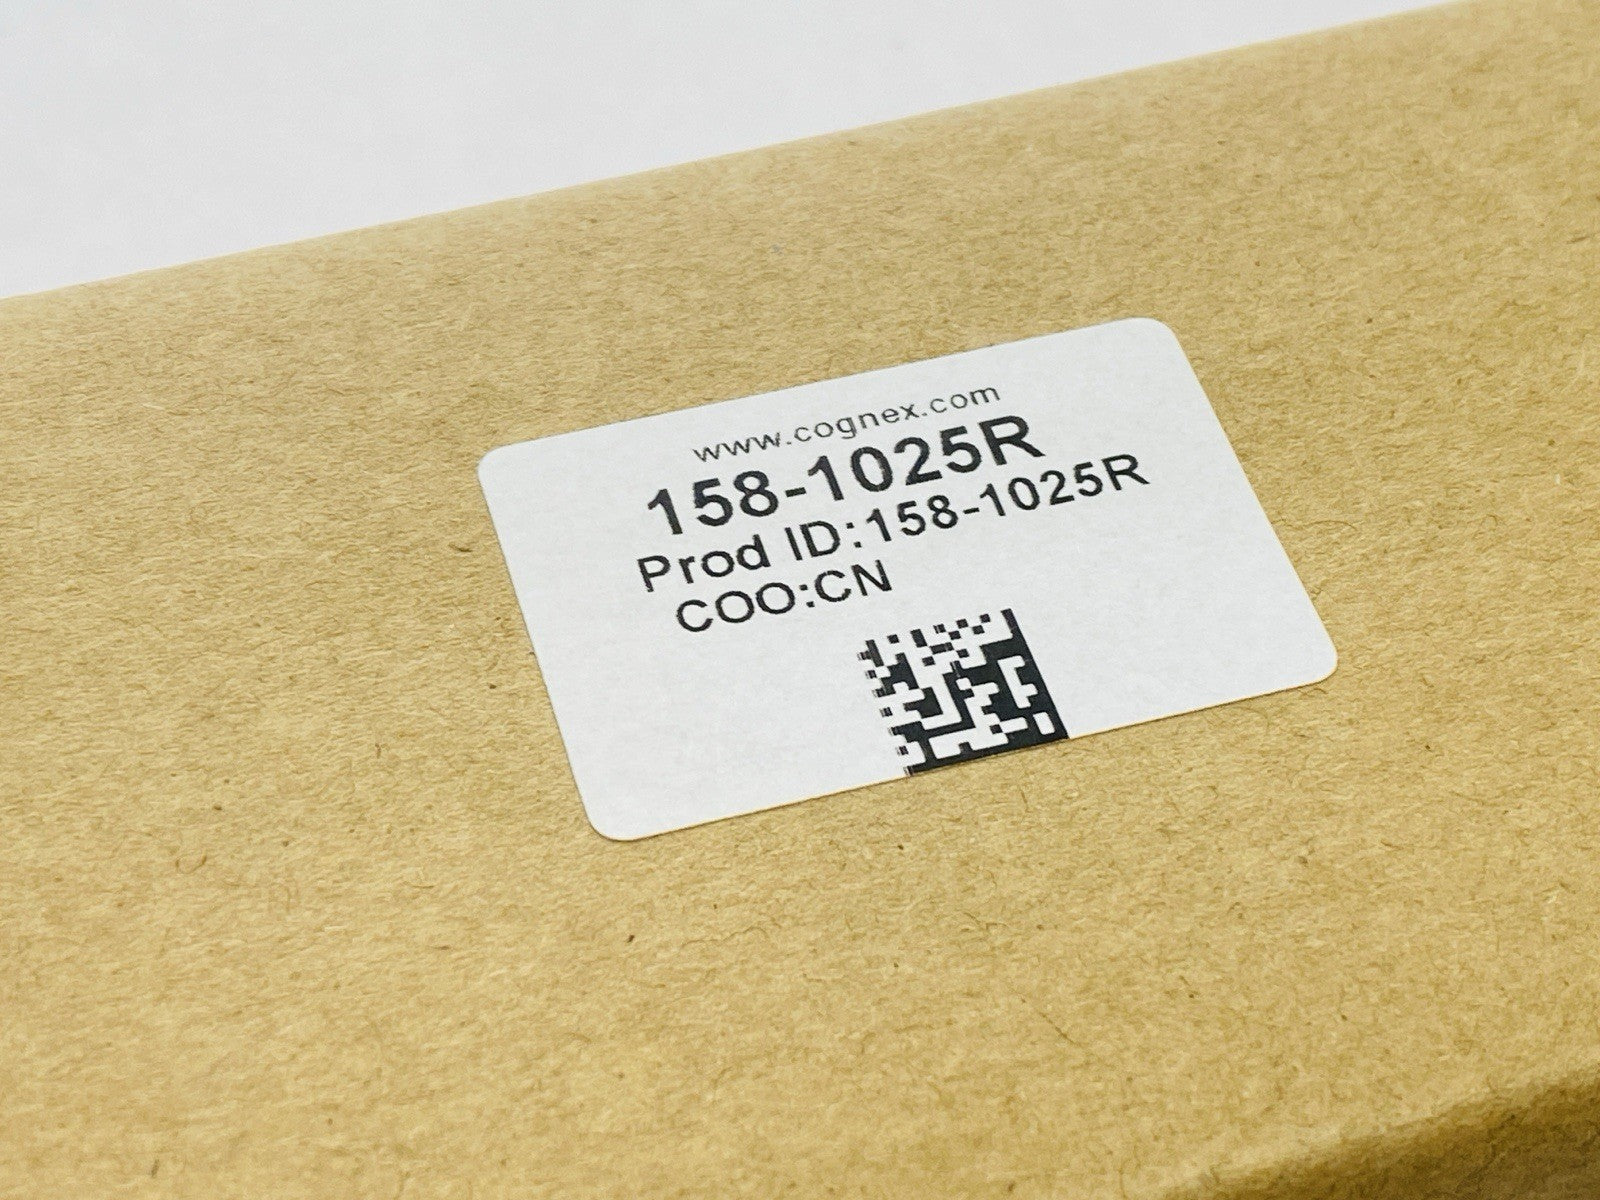 www.cognex.com
158-1025R
Prod ID:158-1025R
COO:CN